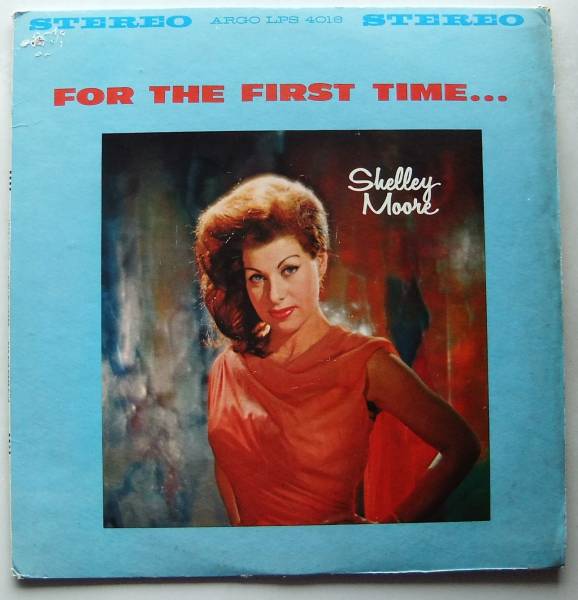 STEREO ARGO LPS 4016 STEREO
FOR THE FIRST TIME...
Shelley
Moore